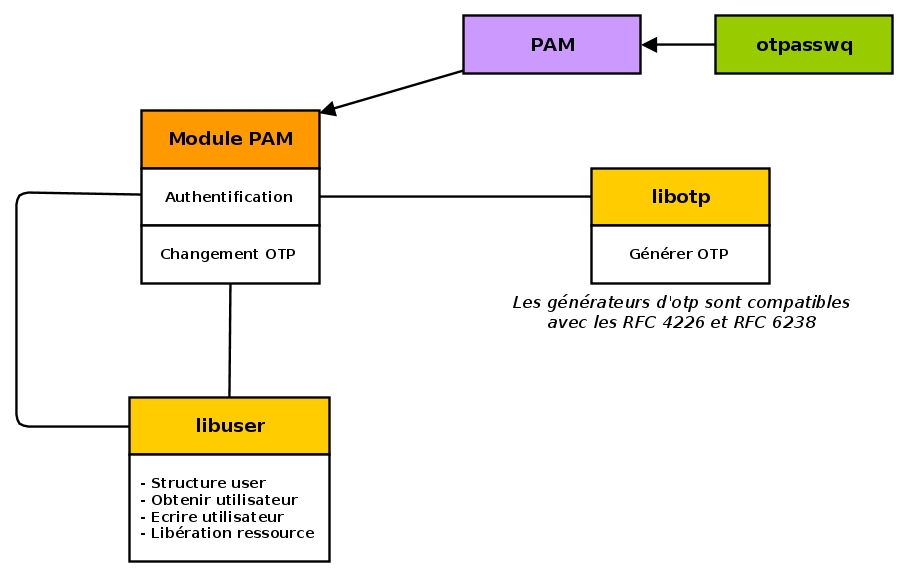 PAM
otpasswq
Module PAM
Authentification
Changement OTP
libotp
Générer OTP
Les générateurs d'otp sont compatibles
avec les RFC 4226 et RFC 6238
libuser
- Structure user
- Obtenir utilisateur
- Ecrire utilisateur
- Libération ressource